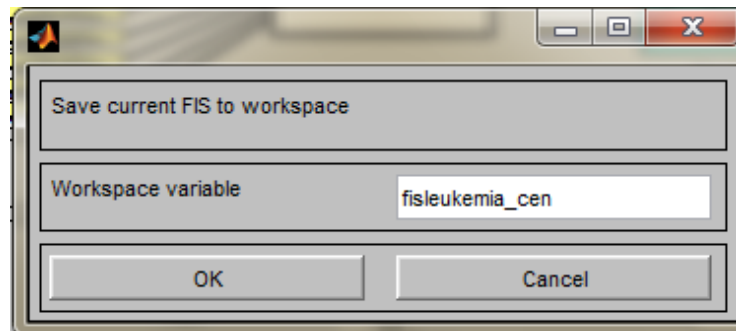 Save current FIS to workspace
Workspace variable
fisleukemia_cen
OK
Cancel